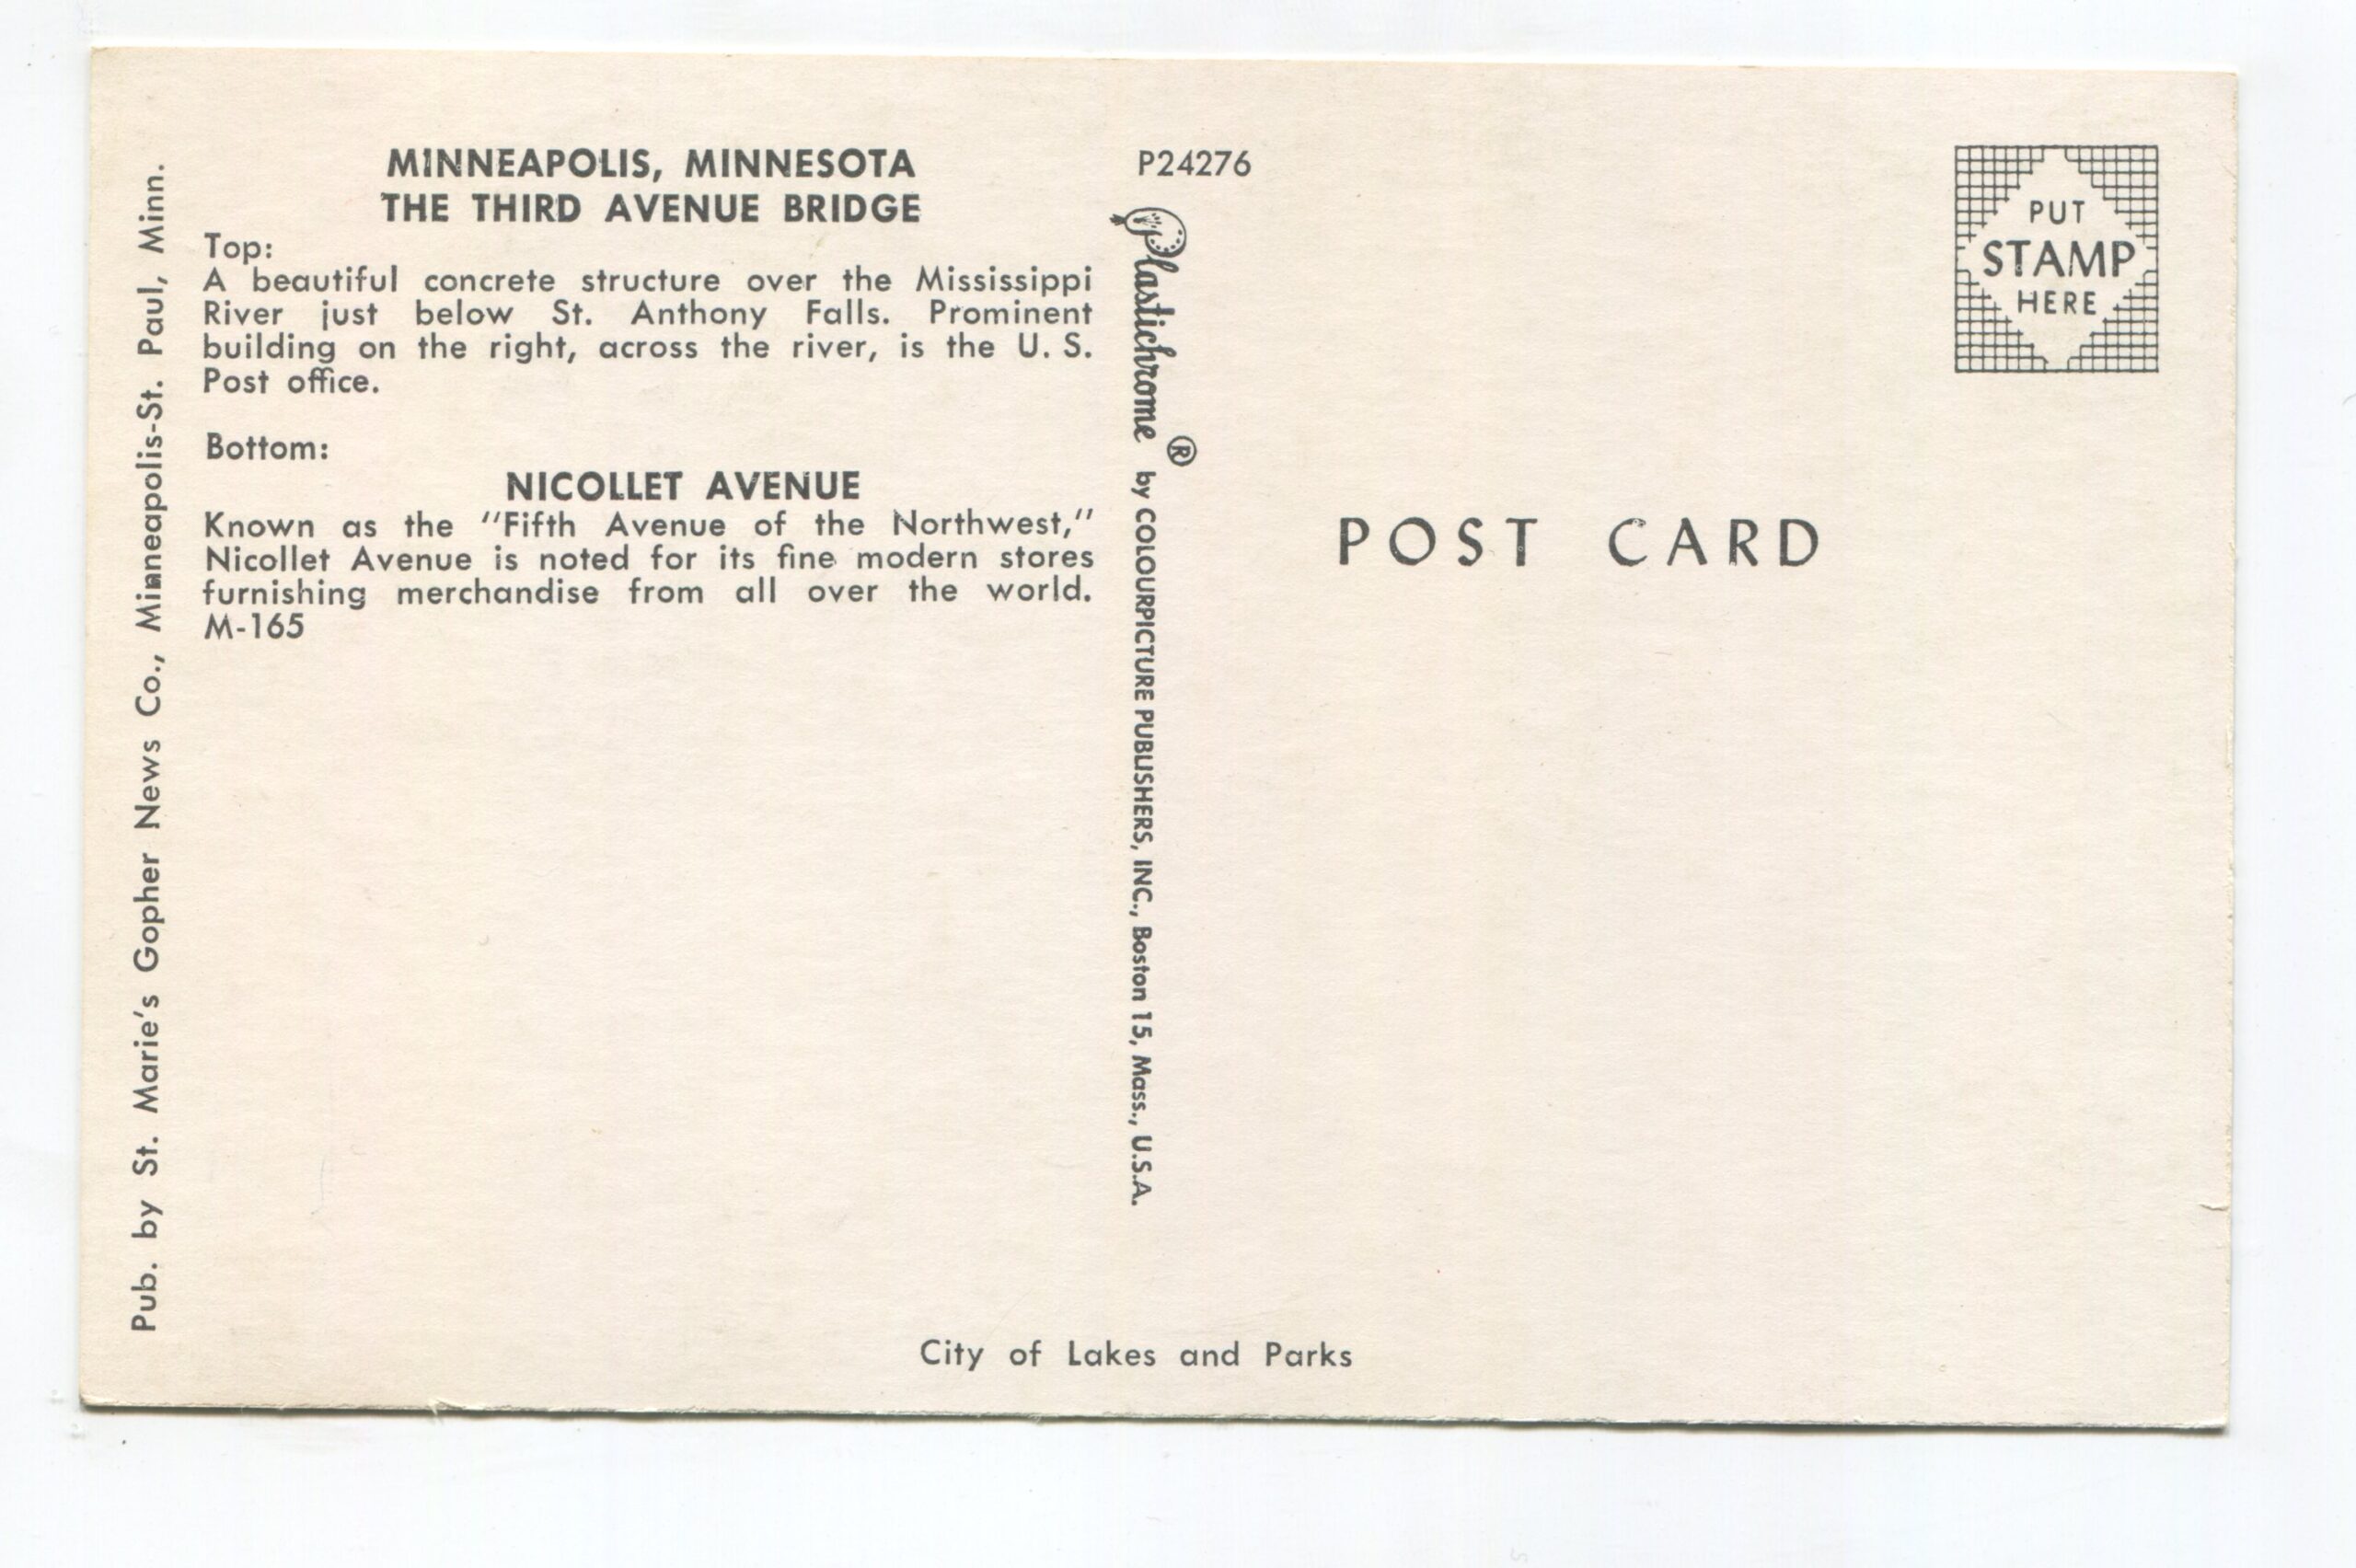 MINNEAPOLIS, MINNESOTA
THE THIRD AVENUE BRIDGE
Top:
A beautiful concrete structure over the Mississippi
River just below St. Anthony Falls. Prominent
building on the right, across the river, is the U. S.
Post office.
Bottom:
NICOLLET AVENUE
Known as the "Fifth Avenue of the Northwest,"
Nicollet Avenue is noted for its fine modern stores
furnishing merchandise from all over the world.
M-165
Pub. by St. Marie's Gopher News Co., Minneapolis-St. Paul, Minn.
P24276
Plastichrome ® by COLOURPICTURE PUBLISHERS, INC., Boston 15, Mass., U.S.A.
PUT
STAMP
HERE
POST CARD
City of Lakes and Parks